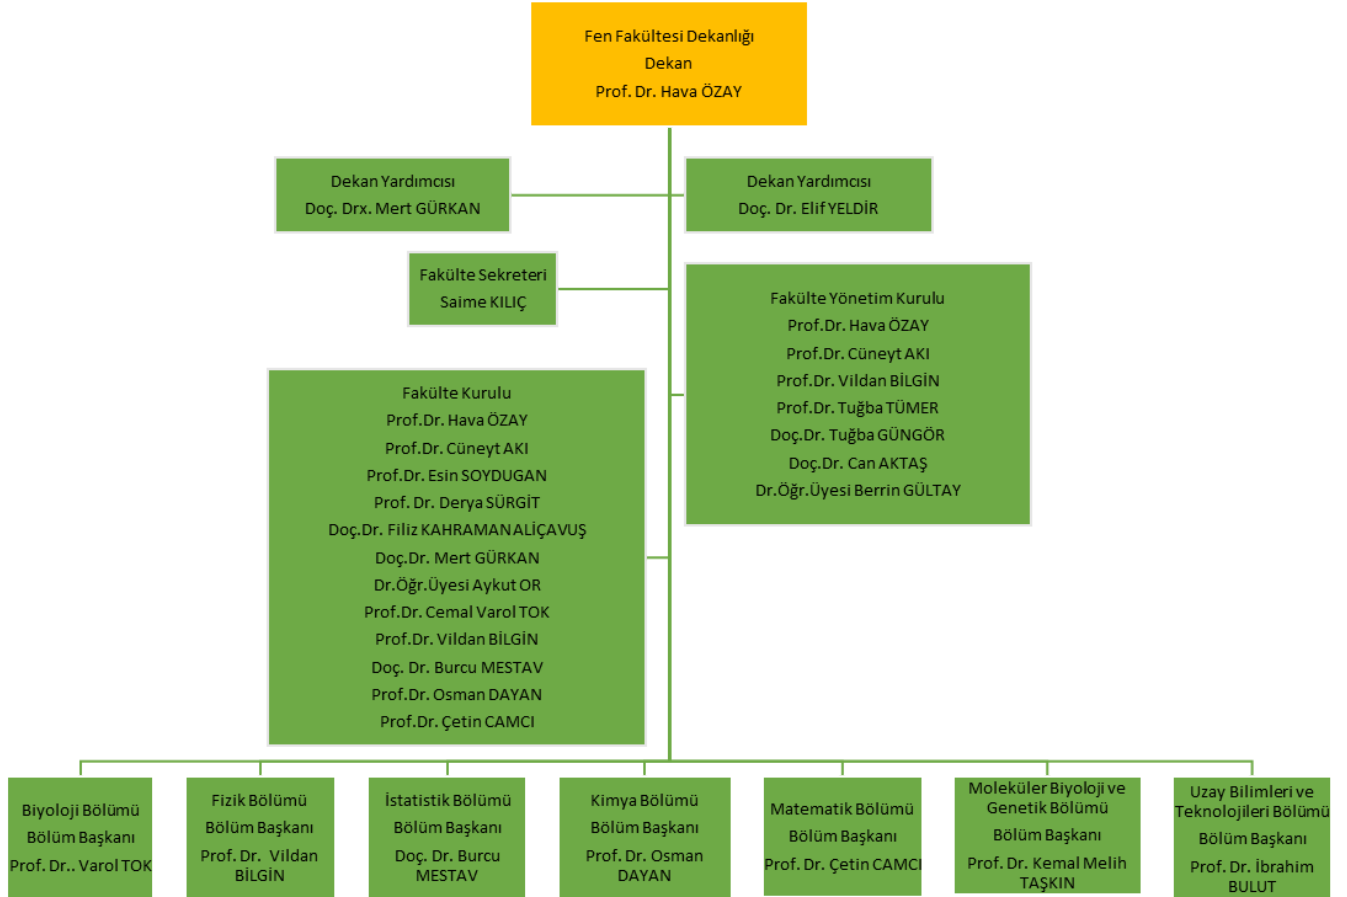 Fen Fakültesi Dekanlığı
Dekan
Prof. Dr. Hava ÖZAY
Dekan Yardımcısı
Doç. Drx. Mert GÜRKAN
Dekan Yardımcısı
Doç. Dr. Elif YELDİR
Fakülte Sekreteri
Saime KILIÇ
Fakülte Yönetim Kurulu
Prof.Dr. Hava ÖZAY
Prof.Dr. Cüneyt AKI
Prof.Dr. Vildan BİLGİN
Prof.Dr. Tuğba TÜMER
Doç.Dr. Tuğba GÜNGÖR
Doç.Dr. Can AKTAŞ
Dr.Öğr.Üyesi Berrin GÜLTAY
Fakülte Kurulu
Prof.Dr. Hava ÖZAY
Prof.Dr. Cüneyt AKI
Prof.Dr. Esin SOYDUGAN
Prof. Dr. Derya SÜRGİT
Doç.Dr. Filiz KAHRAMAN ALİÇAVUŞ
Doç.Dr. Mert GÜRKAN
Dr.Öğr.Üyesi Aykut OR
Prof.Dr. Cemal Varol TOK
Prof.Dr. Vildan BİLGİN
Doç. Dr. Burcu MESTAV
Prof.Dr. Osman DAYAN
Prof.Dr. Çetin CAMCI
Biyoloji Bölümü
Bölüm Başkanı
Prof. Dr.. Varol TOK
Fizik Bölümü
Bölüm Başkanı
Prof. Dr. Vildan
BİLGİN
İstatistik Bölümü
Bölüm Başkanı
Doç. Dr. Burcu
MESTAV
Kimya Bölümü
Bölüm Başkanı
Prof. Dr. Osman
DAYAN
Matematik Bölümü
Bölüm Başkanı
Prof. Dr. Çetin CAMCI
Moleküler Biyoloji ve
Genetik Bölümü
Bölüm Başkanı
Prof. Dr. Kemal Melih
TAŞKIN
Uzay Bilimleri ve
Teknolojileri Bölümü
Bölüm Başkanı
Prof. Dr. İbrahim
BULUT